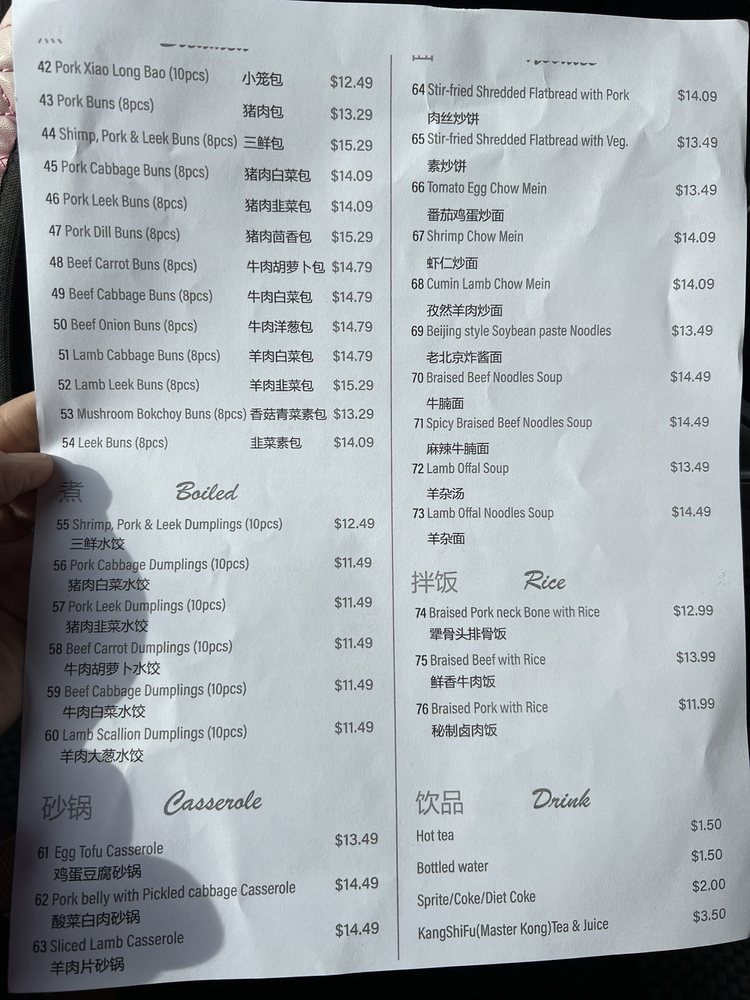 42 Pork Xiao Long Bao (10pcs) 小笼包 $12.49
43 Pork Buns (8pcs) 猪肉包 $13.29
44 Shimp, Pork & Leek Buns (8pcs) 三鲜包 $15.29
45 Pork Cabbage Buns (8pcs) 猪肉白菜包 $14.09
46 Pork Leek Buns (8pcs) 猪肉韭菜包 $14.09
47 Pork Dill Buns (8pcs) 猪肉茴香包 $15.29
48 Beef Carrot Buns (8pcs) 牛肉胡萝卜包 $14.79
49 Beef Cabbage Buns (8pcs) 牛肉白菜包 $14.79
50 Beef Onion Buns (8pcs) 牛肉洋葱包 $14.79
51 Lamb Cabbage Buns (8pcs) 羊肉白菜包 $14.79
52 Lamb Leek Buns (8pcs) 羊肉韭菜包 $15.29
53 Mushroom Bokchoy Buns (8pcs) 香菇青菜素包 $13.29
54 Leek Buns (8pcs) 韭菜素包 $14.09
煮 Boiled
55 Shrimp, Pork & Leek Dumplings (10pcs) $12.49
三鲜水饺
56 Pork Cabbage Dumplings (10pcs) $11.49
猪肉白菜水饺
57 Pork Leek Dumplings (10pcs) $11.49
猪肉韭菜水饺
58 Beef Carrot Dumplings (10pcs) $11.49
牛肉胡萝卜水饺
59 Beef Cabbage Dumplings (10pcs) $11.49
牛肉白菜水饺
60 Lamb Scallion Dumplings (10pcs) $11.49
羊肉大葱水饺
砂锅 Casserole
61 Egg Tofu Casserole $13.49
鸡蛋豆腐砂锅
62 Pork belly with Pickled cabbage Casserole $14.49
酸菜白肉砂锅
63 Sliced Lamb Casserole $14.49
羊肉片砂锅
64 Stir-fried Shredded Flatbread with Pork $14.09
肉丝炒饼
65 Stir-fried Shredded Flatbread with Veg. $13.49
素炒饼
66 Tomato Egg Chow Mein $13.49
番茄鸡蛋炒面
67 Shrimp Chow Mein $14.09
虾仁炒面
68 Cumin Lamb Chow Mein $14.09
孜然羊肉炒面
69 Beijing style Soybean paste Noodles $13.49
老北京炸酱面
70 Braised Beef Noodles Soup $14.49
牛腩面
71 Spicy Braised Beef Noodles Soup $14.49
麻辣牛腩面
72 Lamb Offal Soup $13.49
羊杂汤
73 Lamb Offal Noodles Soup $14.49
羊杂面
拌饭 Rice
74 Braised Pork neck Bone with Rice $12.99
犟骨头排骨饭
75 Braised Beef with Rice $13.99
鲜香牛肉饭
76 Braised Pork with Rice $11.99
秘制卤肉饭
饮品 Drink
Hot tea $1.50
Bottled water $1.50
Sprite/Coke/Diet Coke $2.00
KangShiFu(Master Kong)Tea & Juice $3.50